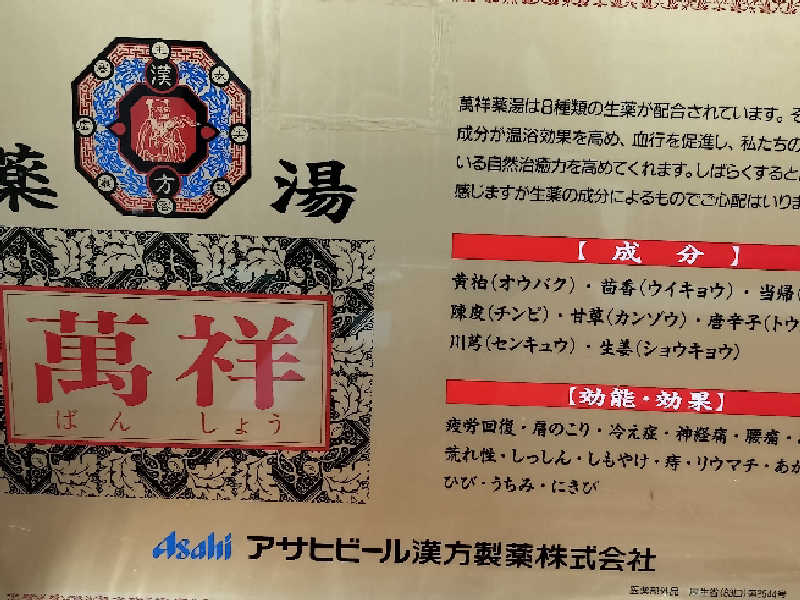 漢
方
薬 湯
萬祥
ばんしょう
萬祥薬湯は8種類の生薬が配合されています。そ
成分が温浴効果を高め、血行を促進し、私たちの
いる自然治癒力を高めてくれます。しばらくすると
感じますが生薬の成分によるものでご心配はいりま
【成分】
黄柏(オウバク)・茴香(ウイキョウ)・当帰(
陳皮(チンピ)・甘草(カンゾウ)・唐辛子(トウ
川芎(センキュウ)・生姜(ショウキョウ)
【効能・効果】
疲労回復・肩のこり・冷え症・神経痛・腰痛・
荒れ性・しっしん・しもやけ・痔・リウマチ・あか
ひび・うちみ・にきび
Asahi アサヒビール漢方製薬株式会社
医薬部外品